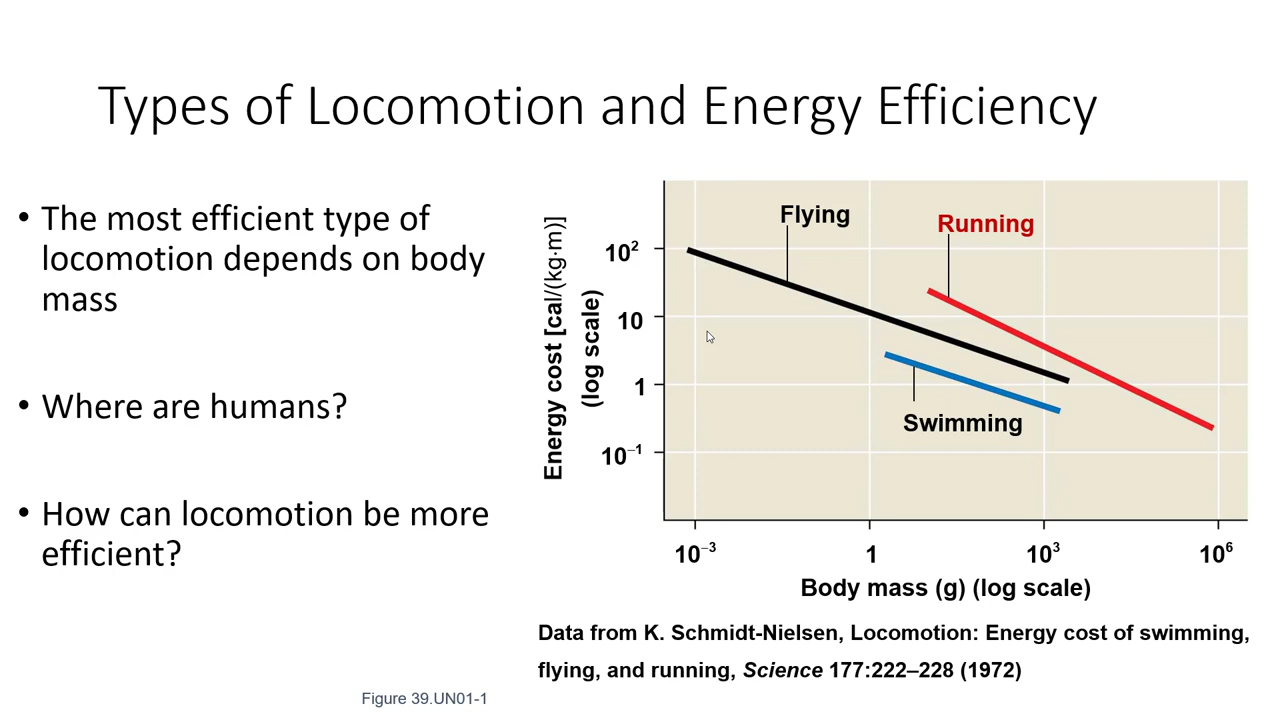 Types of Locomotion and Energy Efficiency
• The most efficient type of
locomotion depends on body
mass
• Where are humans?
• How can locomotion be more
efficient?
Flying
Running
Swimming
Energy cost [cal/(kg·m)]
(log scale)
10²
10
1
10⁻¹
10⁻³
1
10³
10⁶
Body mass (g) (log scale)
Data from K. Schmidt-Nielsen, Locomotion: Energy cost of swimming,
flying, and running, Science 177:222–228 (1972)
Figure 39.UN01-1